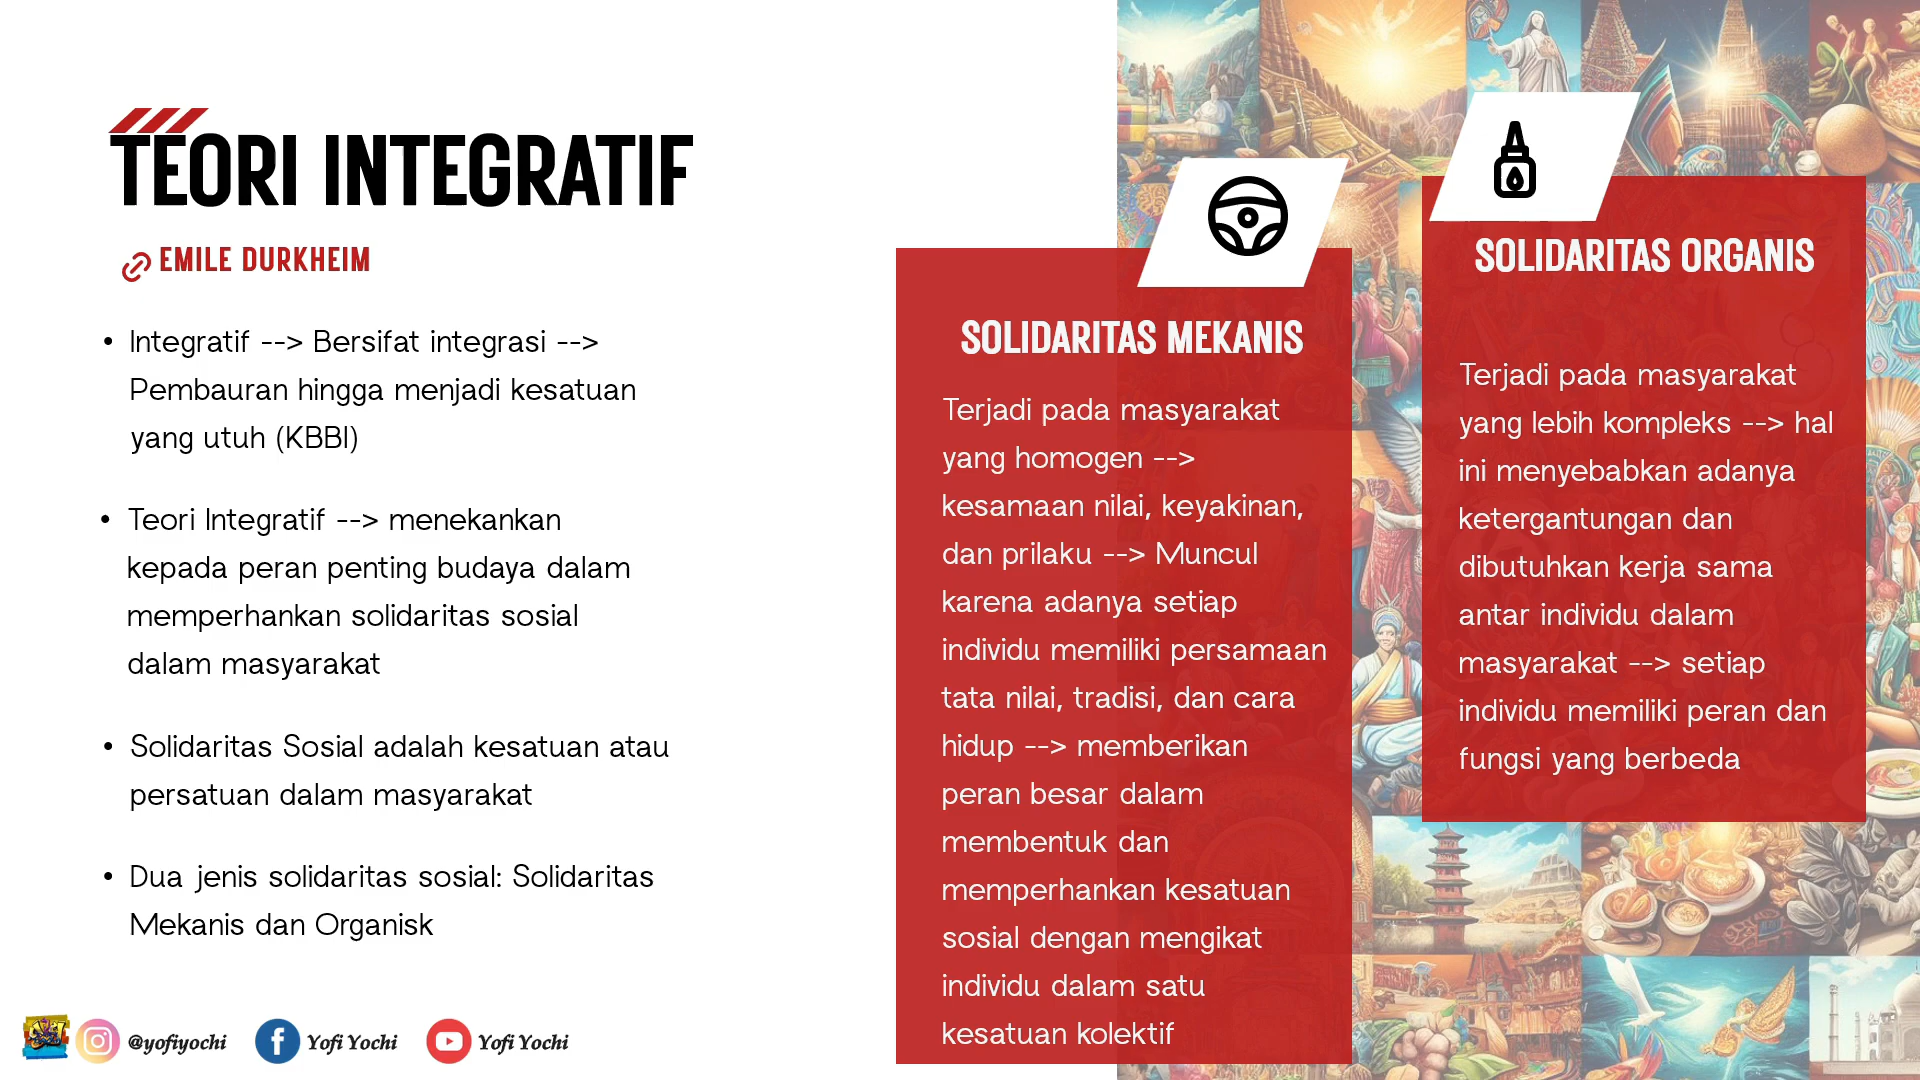 TEORI INTEGRATIF
EMILE DURKHEIM
• Integratif --> Bersifat integrasi -->
Pembauran hingga menjadi kesatuan
yang utuh (KBBI)
• Teori Integratif --> menekankan
kepada peran penting budaya dalam
memperhankan solidaritas sosial
dalam masyarakat
• Solidaritas Sosial adalah kesatuan atau
persatuan dalam masyarakat
• Dua jenis solidaritas sosial: Solidaritas
Mekanis dan Organisk
@yofiyochi
Yofi Yochi
Yofi Yochi
SOLIDARITAS MEKANIS
Terjadi pada masyarakat
yang homogen -->
kesamaan nilai, keyakinan,
dan prilaku --> Muncul
karena adanya setiap
individu memiliki persamaan
tata nilai, tradisi, dan cara
hidup --> memberikan
peran besar dalam
membentuk dan
memperhankan kesatuan
sosial dengan mengikat
individu dalam satu
kesatuan kolektif
SOLIDARITAS ORGANIS
Terjadi pada masyarakat
yang lebih kompleks --> hal
ini menyebabkan adanya
ketergantungan dan
dibutuhkan kerja sama
antar individu dalam
masyarakat --> setiap
individu memiliki peran dan
fungsi yang berbeda